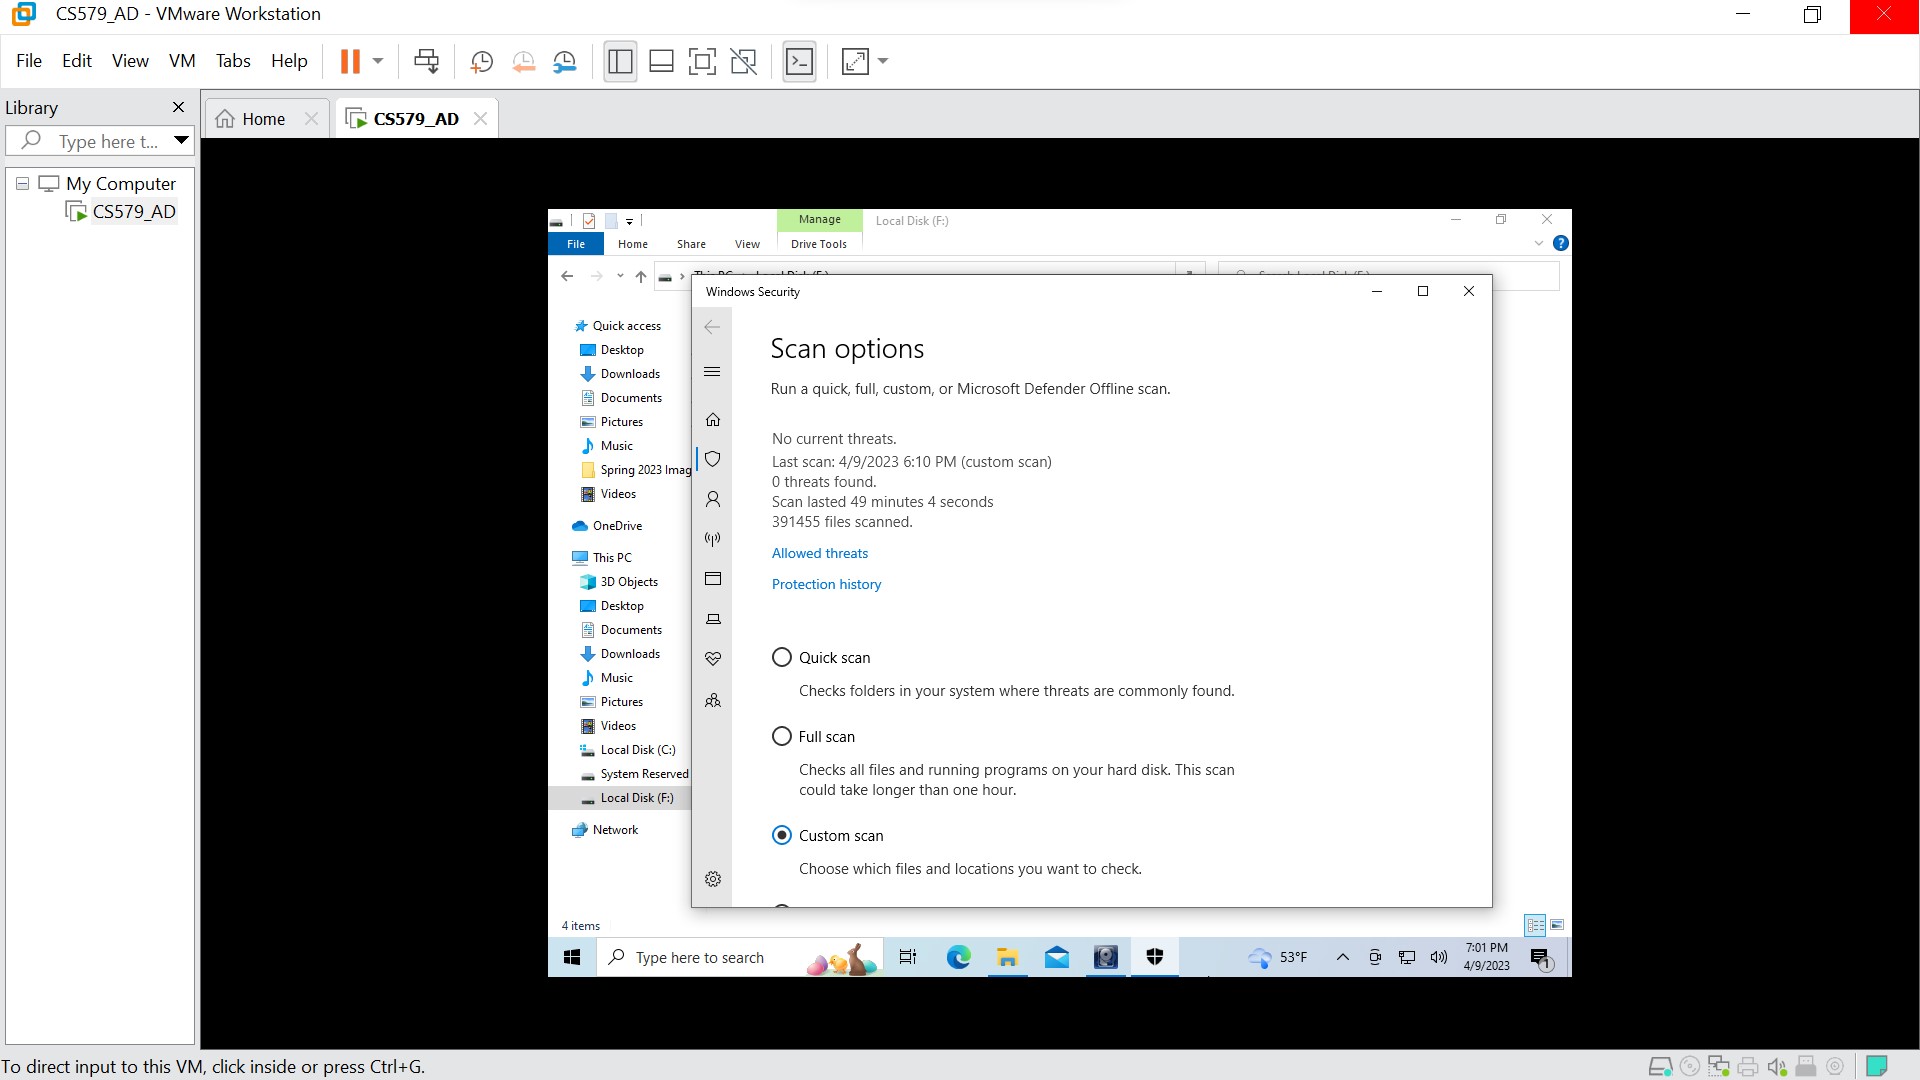 CS579_AD - VMware Workstation
File Edit View VM Tabs Help
Library
Home
CS579_AD
Type here t...
My Computer
CS579_AD
Manage
Local Disk (F:)
File Home Share View Drive Tools
Windows Security
Quick access
Desktop
Downloads
Documents
Pictures
Music
Spring 2023 Imag
Videos
OneDrive
This PC
3D Objects
Desktop
Documents
Downloads
Music
Pictures
Videos
Local Disk (C:)
System Reserved
Local Disk (F:)
Network
4 items
Scan options
Run a quick, full, custom, or Microsoft Defender Offline scan.
No current threats.
Last scan: 4/9/2023 6:10 PM (custom scan)
0 threats found.
Scan lasted 49 minutes 4 seconds
391455 files scanned.
Allowed threats
Protection history
Quick scan
Checks folders in your system where threats are commonly found.
Full scan
Checks all files and running programs on your hard disk. This scan
could take longer than one hour.
Custom scan
Choose which files and locations you want to check.
Type here to search
53°F
7:01 PM
4/9/2023
1
To direct input to this VM, click inside or press Ctrl+G.